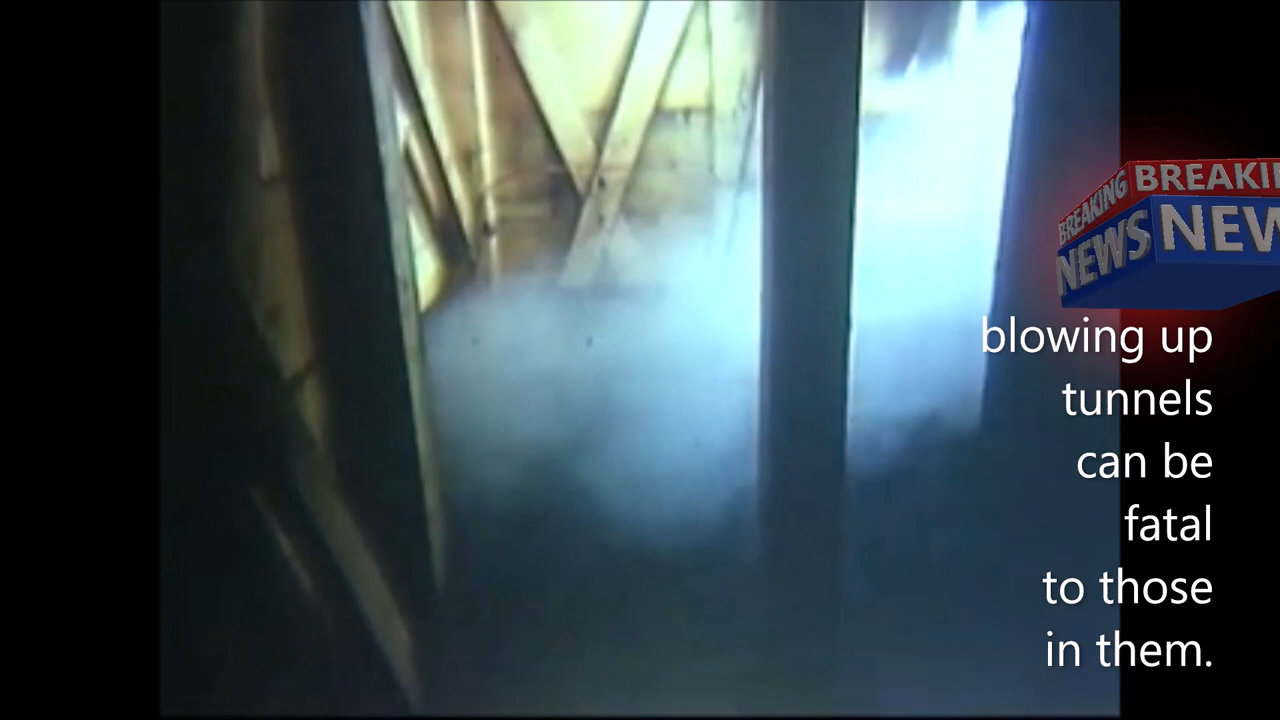 BREAKING BREAKI
NEWS NEW
blowing up
tunnels
can be
fatal
to those
in them.